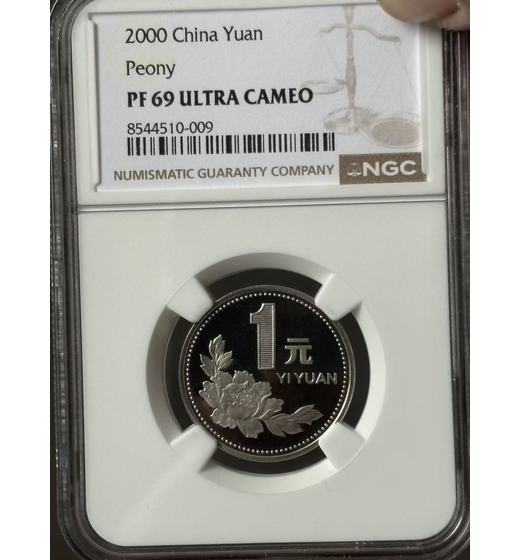 2000 China Yuan
Peony
PF 69 ULTRA CAMEO
8544510-009
NUMISMATIC GUARANTY COMPANY NGC
1元
YI YUAN